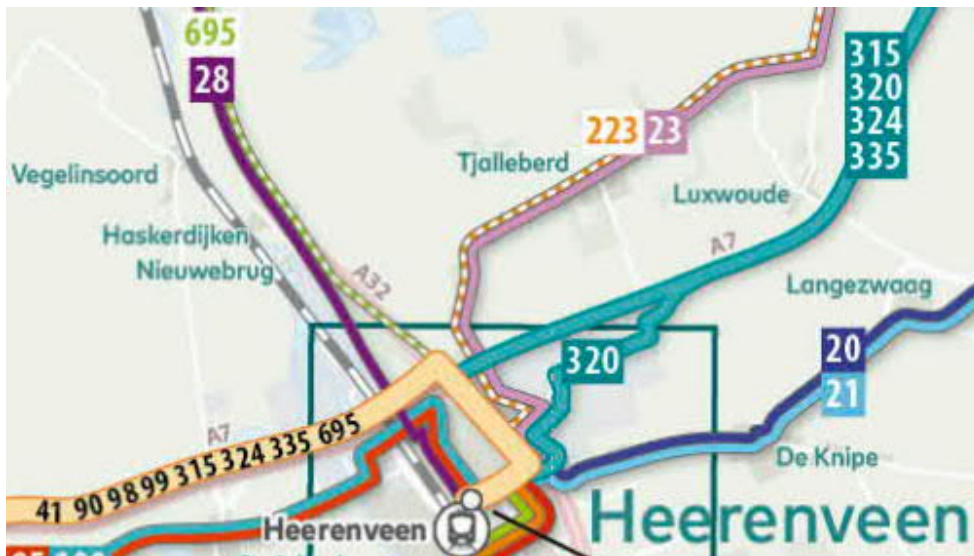 695
28
315
320
324
335
223 23
Tjalleberd
Vegelinsoord
Luxwoude
Haskerdijken
Nieuwebrug
A7
A32
Langezwaag
320
20
21
A7
41 90 98 99 315 324 335 695
De Knipe
Heerenveen
Heerenveen